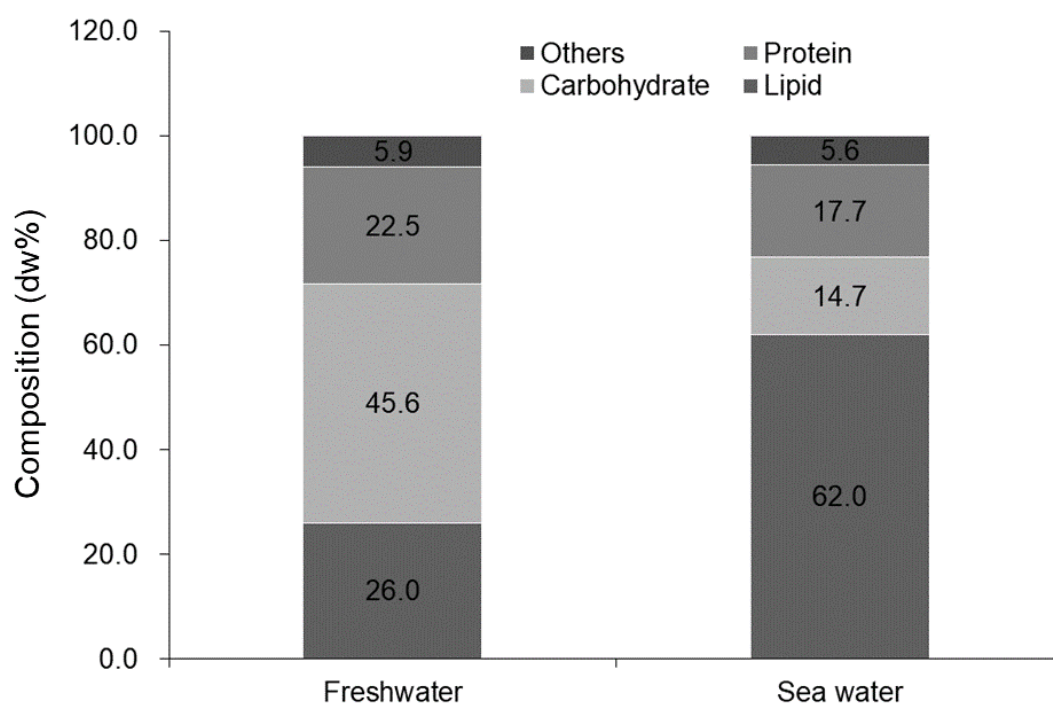 120.0
Others
Protein
Carbohydrate
Lipid
100.0
5.9
5.6
80.0
22.5
17.7
14.7
60.0
45.6
40.0
62.0
20.0
26.0
0.0
Freshwater
Sea water
Composition (dw%)